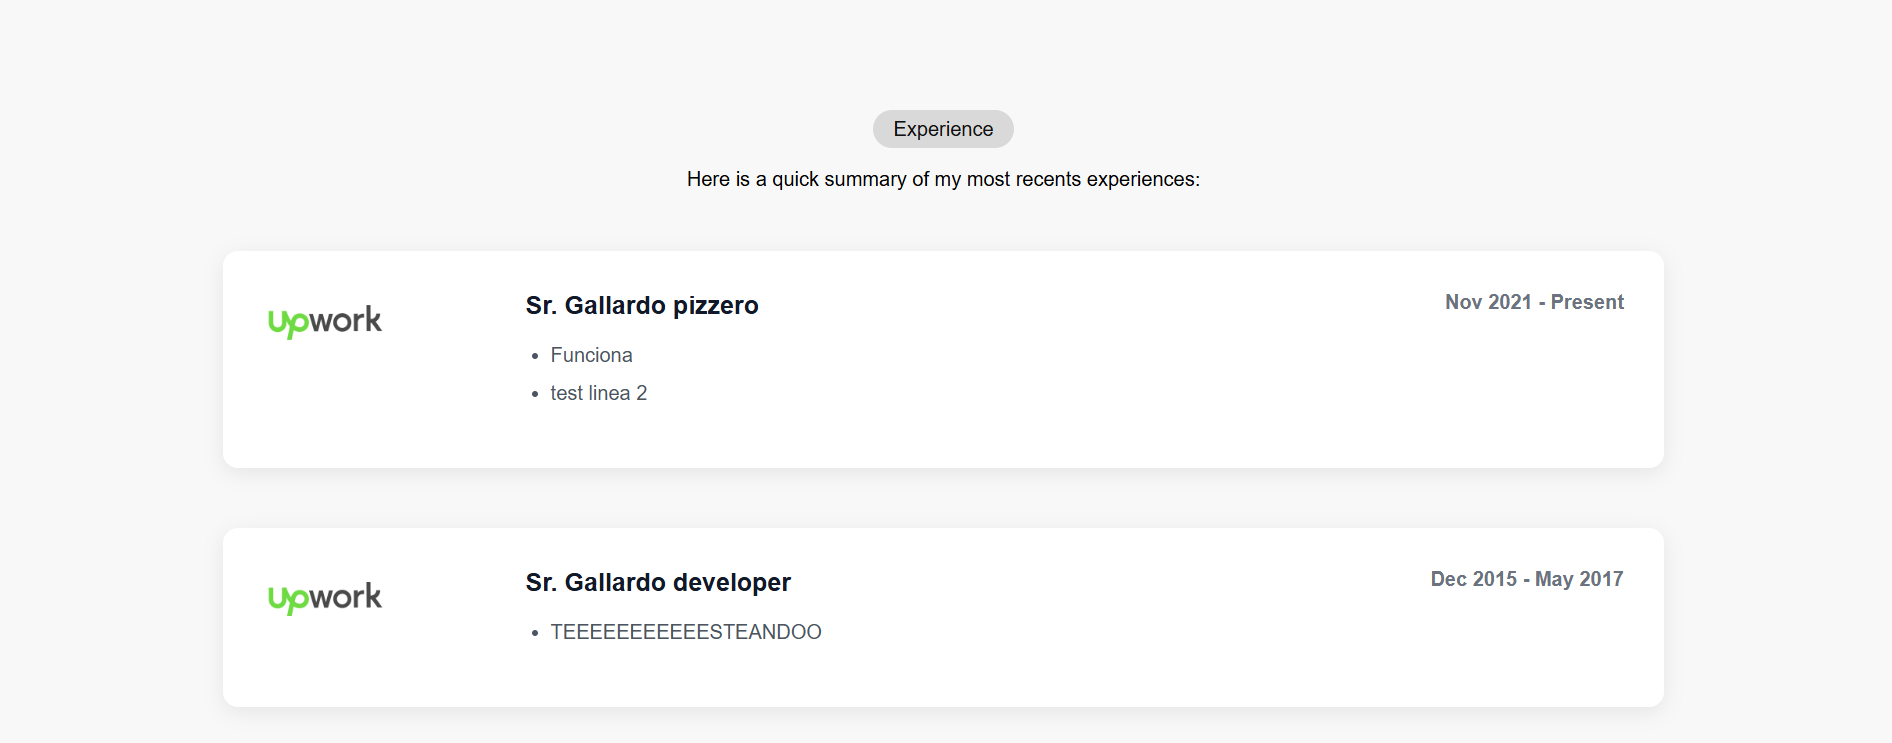 Experience
Here is a quick summary of my most recents experiences:
upwork
Sr. Gallardo pizzero
Nov 2021 - Present
• Funciona
• test linea 2
upwork
Sr. Gallardo developer
Dec 2015 - May 2017
• TEEEEEEEEEEESTEANDOO